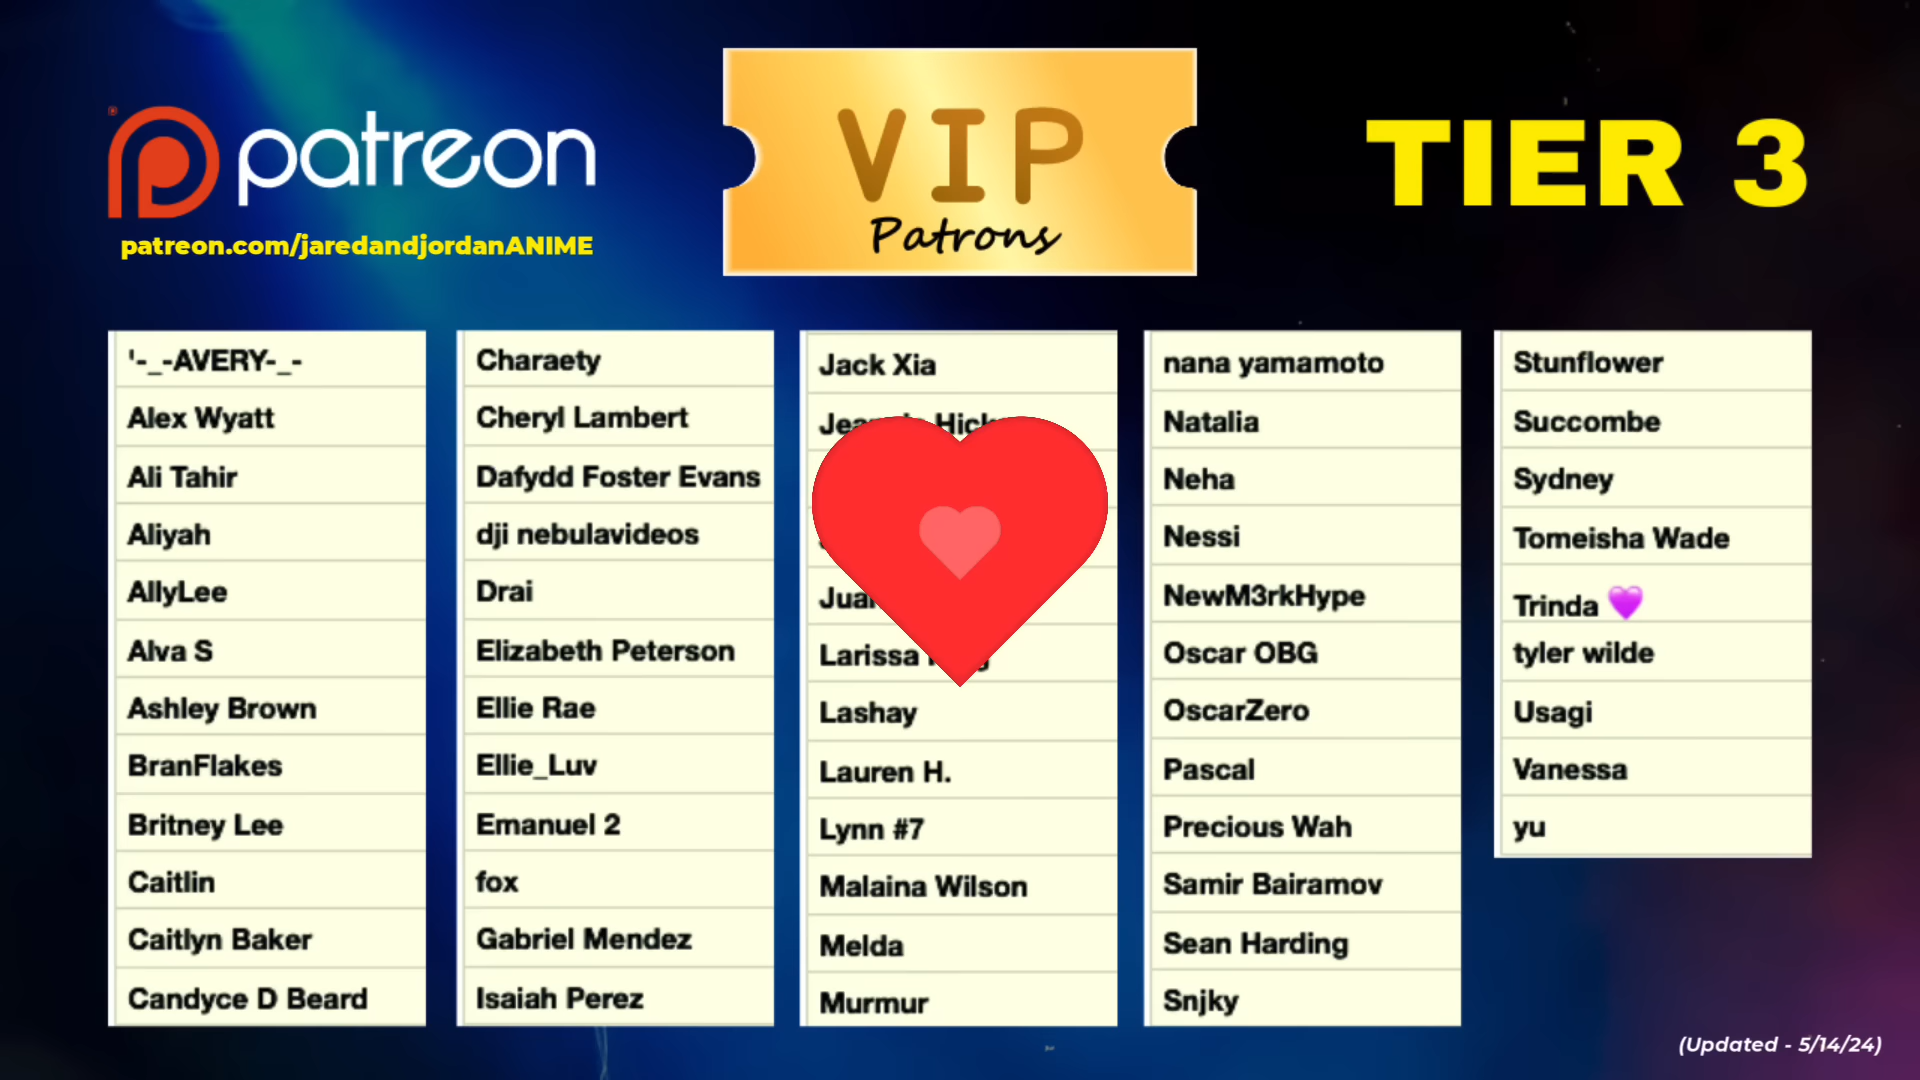 patreon
patreon.com/jaredandjordanANIME
VIP
Patrons
TIER 3
'-_-AVERY-_-
Alex Wyatt
Ali Tahir
Aliyah
AllyLee
Alva S
Ashley Brown
BranFlakes
Britney Lee
Caitlin
Caitlyn Baker
Candyce D Beard
Charaety
Cheryl Lambert
Dafydd Foster Evans
dji nebulavideos
Drai
Elizabeth Peterson
Ellie Rae
Ellie_Luv
Emanuel 2
fox
Gabriel Mendez
Isaiah Perez
Jack Xia
Larissa
Lashay
Lauren H.
Lynn #7
Malaina Wilson
Melda
Murmur
nana yamamoto
Natalia
Neha
Nessi
NewM3rkHype
Oscar OBG
OscarZero
Pascal
Precious Wah
Samir Bairamov
Sean Harding
Snjky
Stunflower
Succombe
Sydney
Tomeisha Wade
Trinda 💜
tyler wilde
Usagi
Vanessa
yu
(Updated - 5/14/24)